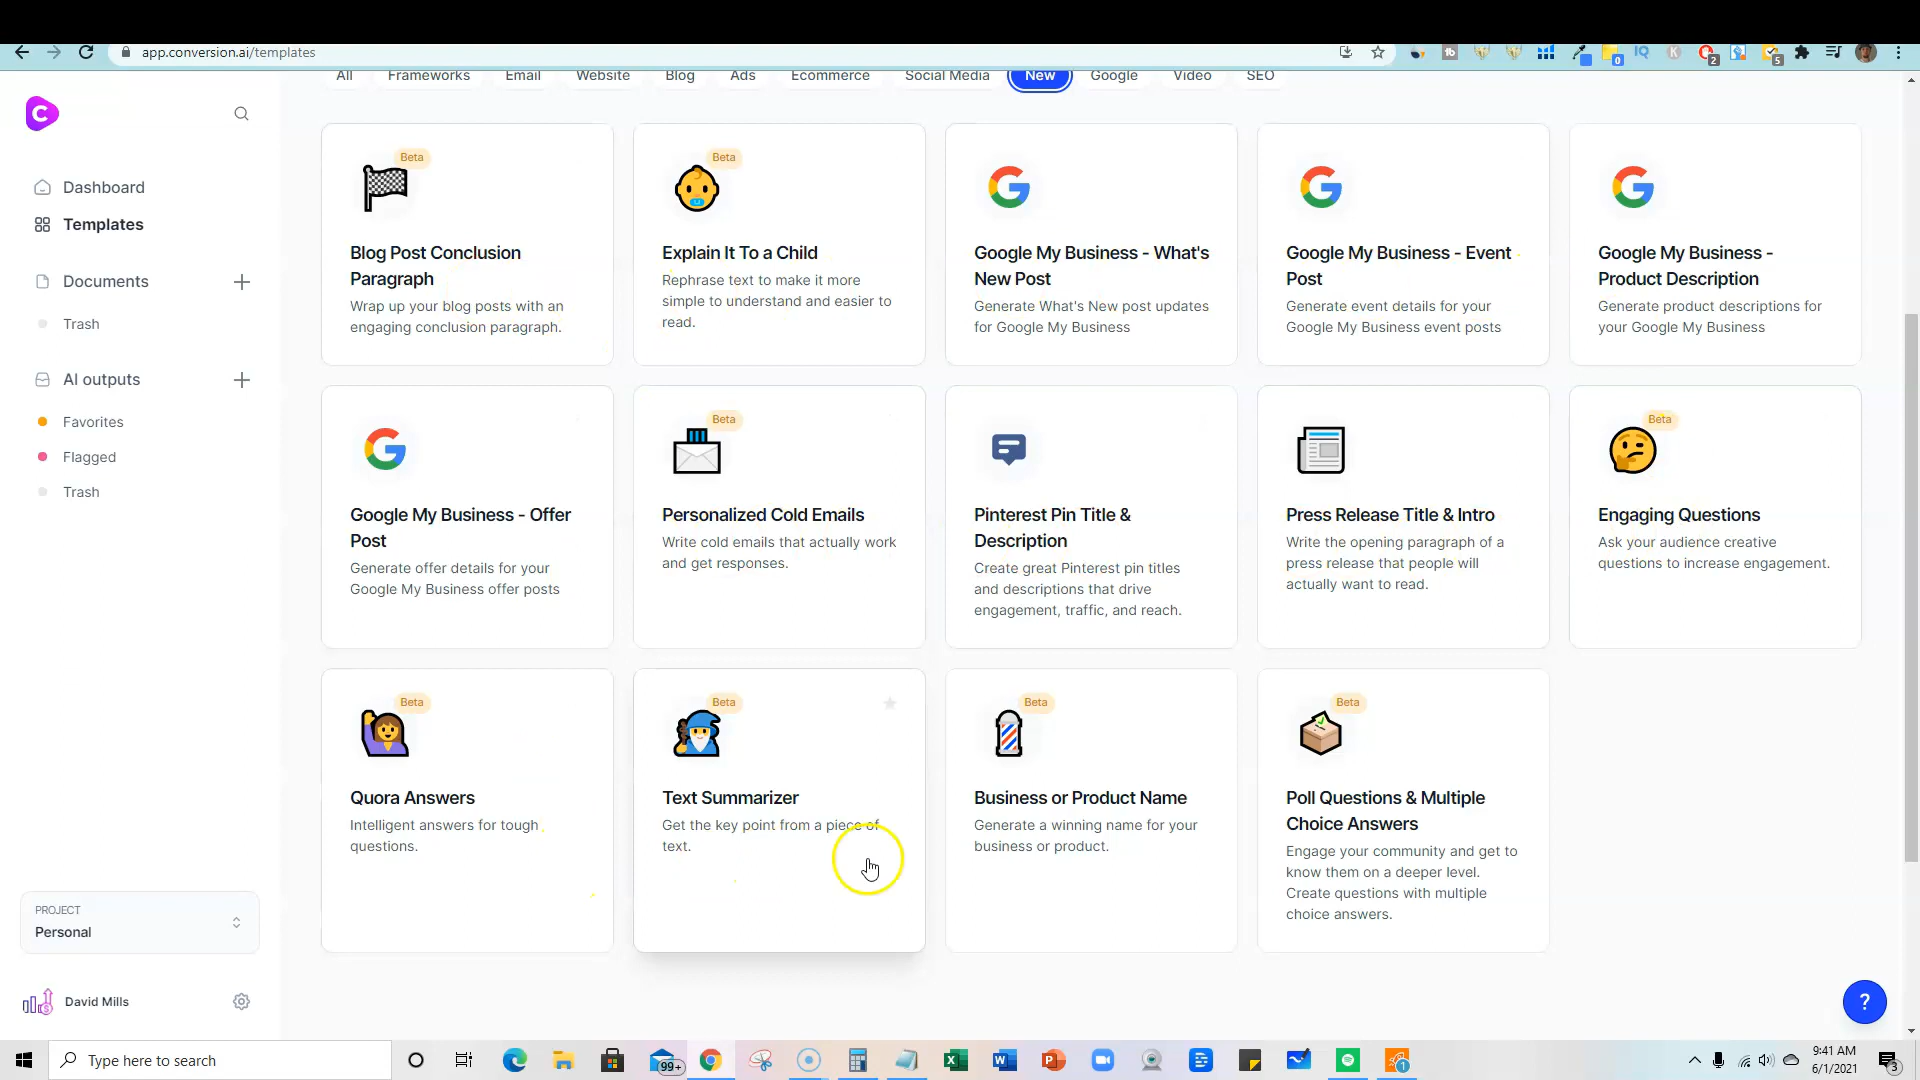 app.conversion.ai/templates
All Frameworks Email Website Blog Ads Ecommerce Social Media New Google Video SEO
Dashboard
Templates
Documents
Trash
AI outputs
Favorites
Flagged
Trash
PROJECT
Personal
David Mills
Beta
Blog Post Conclusion
Paragraph
Wrap up your blog posts with an
engaging conclusion paragraph.
Beta
Explain It To a Child
Rephrase text to make it more
simple to understand and easier to
read.
Google My Business - What's
New Post
Generate What's New post updates
for Google My Business
Google My Business - Event
Post
Generate event details for your
Google My Business event posts
Google My Business -
Product Description
Generate product descriptions for
your Google My Business
Google My Business - Offer
Post
Generate offer details for your
Google My Business offer posts
Beta
Personalized Cold Emails
Write cold emails that actually work
and get responses.
Pinterest Pin Title &
Description
Create great Pinterest pin titles
and descriptions that drive
engagement, traffic, and reach.
Press Release Title & Intro
Write the opening paragraph of a
press release that people will
actually want to read.
Beta
Engaging Questions
Ask your audience creative
questions to increase engagement.
Beta
Quora Answers
Intelligent answers for tough
questions.
Beta
Text Summarizer
Get the key point from a piece of
text.
Beta
Business or Product Name
Generate a winning name for your
business or product.
Beta
Poll Questions & Multiple
Choice Answers
Engage your community and get to
know them on a deeper level.
Create questions with multiple
choice answers.
?
Type here to search
99+
9:41 AM
6/1/2021